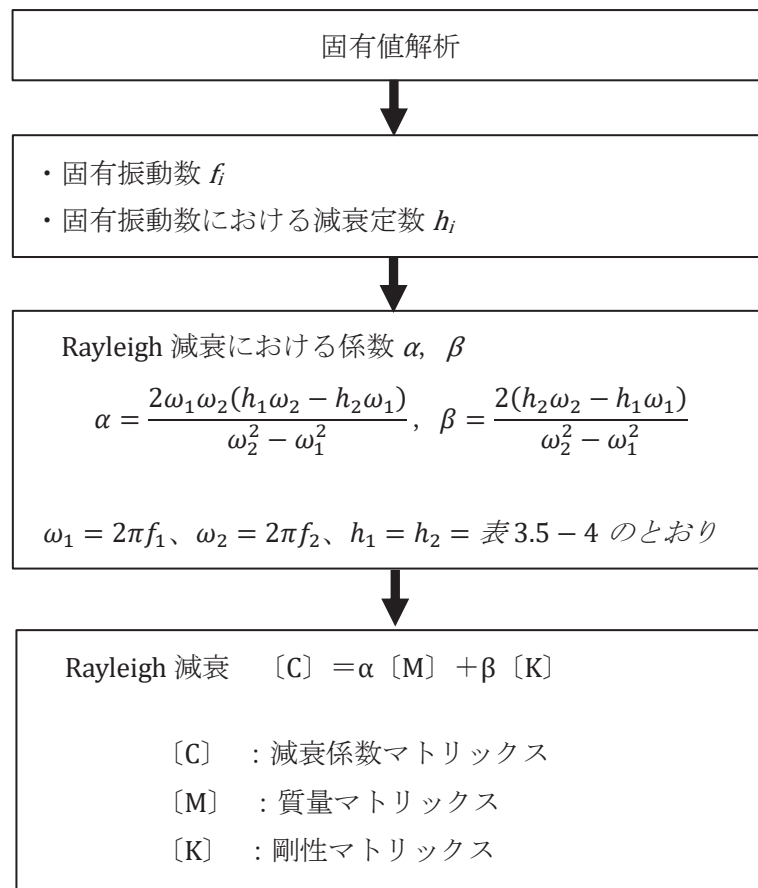 固有値解析
・固有振動数 fᵢ
・固有振動数における減衰定数 hᵢ
Rayleigh 減衰における係数 α, β
α = 2ω₁ω₂(h₁ω₂ − h₂ω₁) / (ω₂² − ω₁²) , β = 2(h₂ω₂ − h₁ω₁) / (ω₂² − ω₁²)
ω₁ = 2πf₁、ω₂ = 2πf₂、h₁ = h₂ = 表 3.5 − 4 のとおり
Rayleigh 減衰 〔C〕=α〔M〕+β〔K〕
〔C〕 :減衰係数マトリックス
〔M〕 :質量マトリックス
〔K〕 :剛性マトリックス